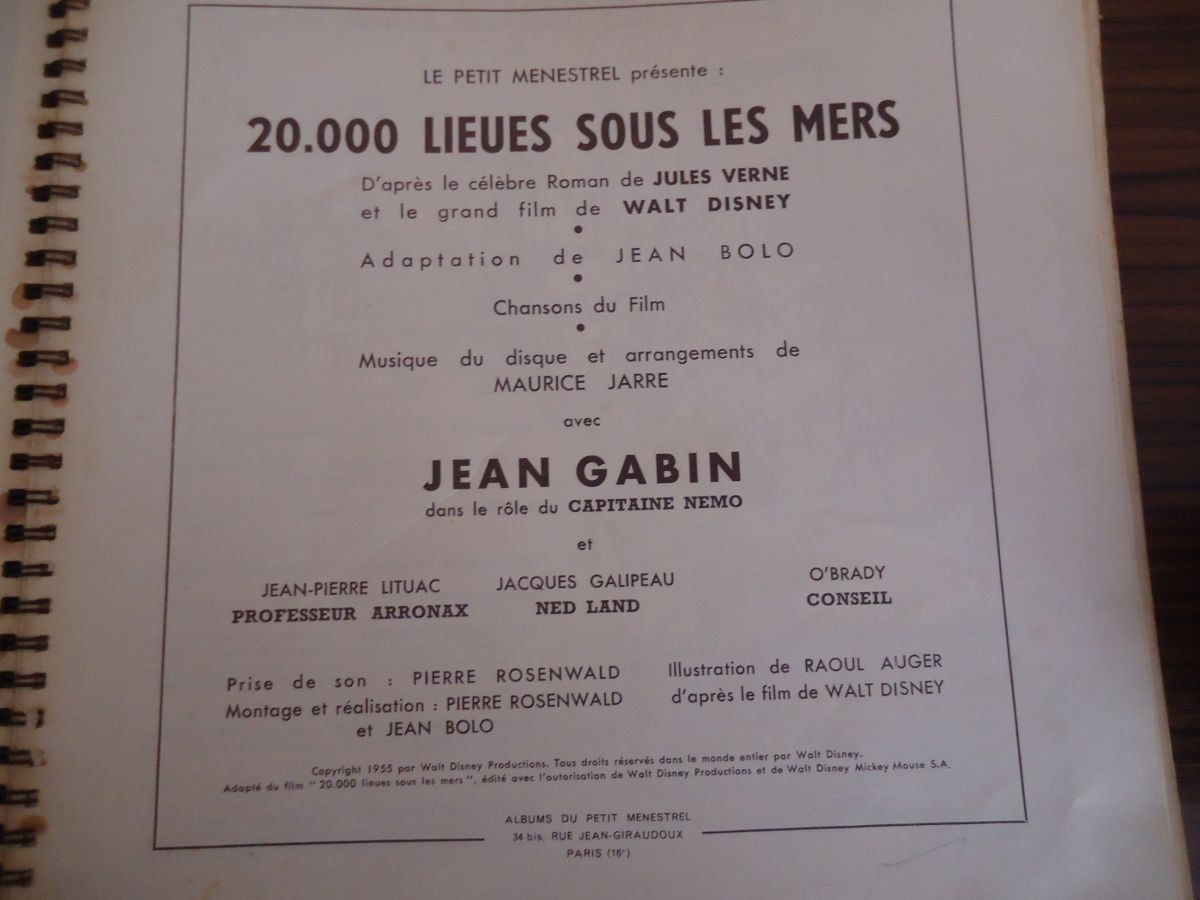 LE PETIT MENESTREL présente :
20.000 LIEUES SOUS LES MERS
D'après le célèbre Roman de JULES VERNE
et le grand film de WALT DISNEY
•
Adaptation de JEAN BOLO
•
Chansons du Film
•
Musique du disque et arrangements de
MAURICE JARRE
avec
JEAN GABIN
dans le rôle du CAPITAINE NEMO
et
JEAN-PIERRE LITUAC JACQUES GALIPEAU O'BRADY
PROFESSEUR ARRONAX NED LAND CONSEIL
Prise de son : PIERRE ROSENWALD
Montage et réalisation : PIERRE ROSENWALD
et JEAN BOLO
Illustration de RAOUL AUGER
d'après le film de WALT DISNEY
Copyright 1955 par Walt Disney Productions. Tous droits réservés dans le monde entier par Walt Disney.
Adapté du film "20.000 lieues sous les mers", édité avec l'autorisation de Walt Disney Productions et de Walt Disney Mickey Mouse S.A.
ALBUMS DU PETIT MENESTREL
34 bis, RUE JEAN-GIRAUDOUX
PARIS (16e)